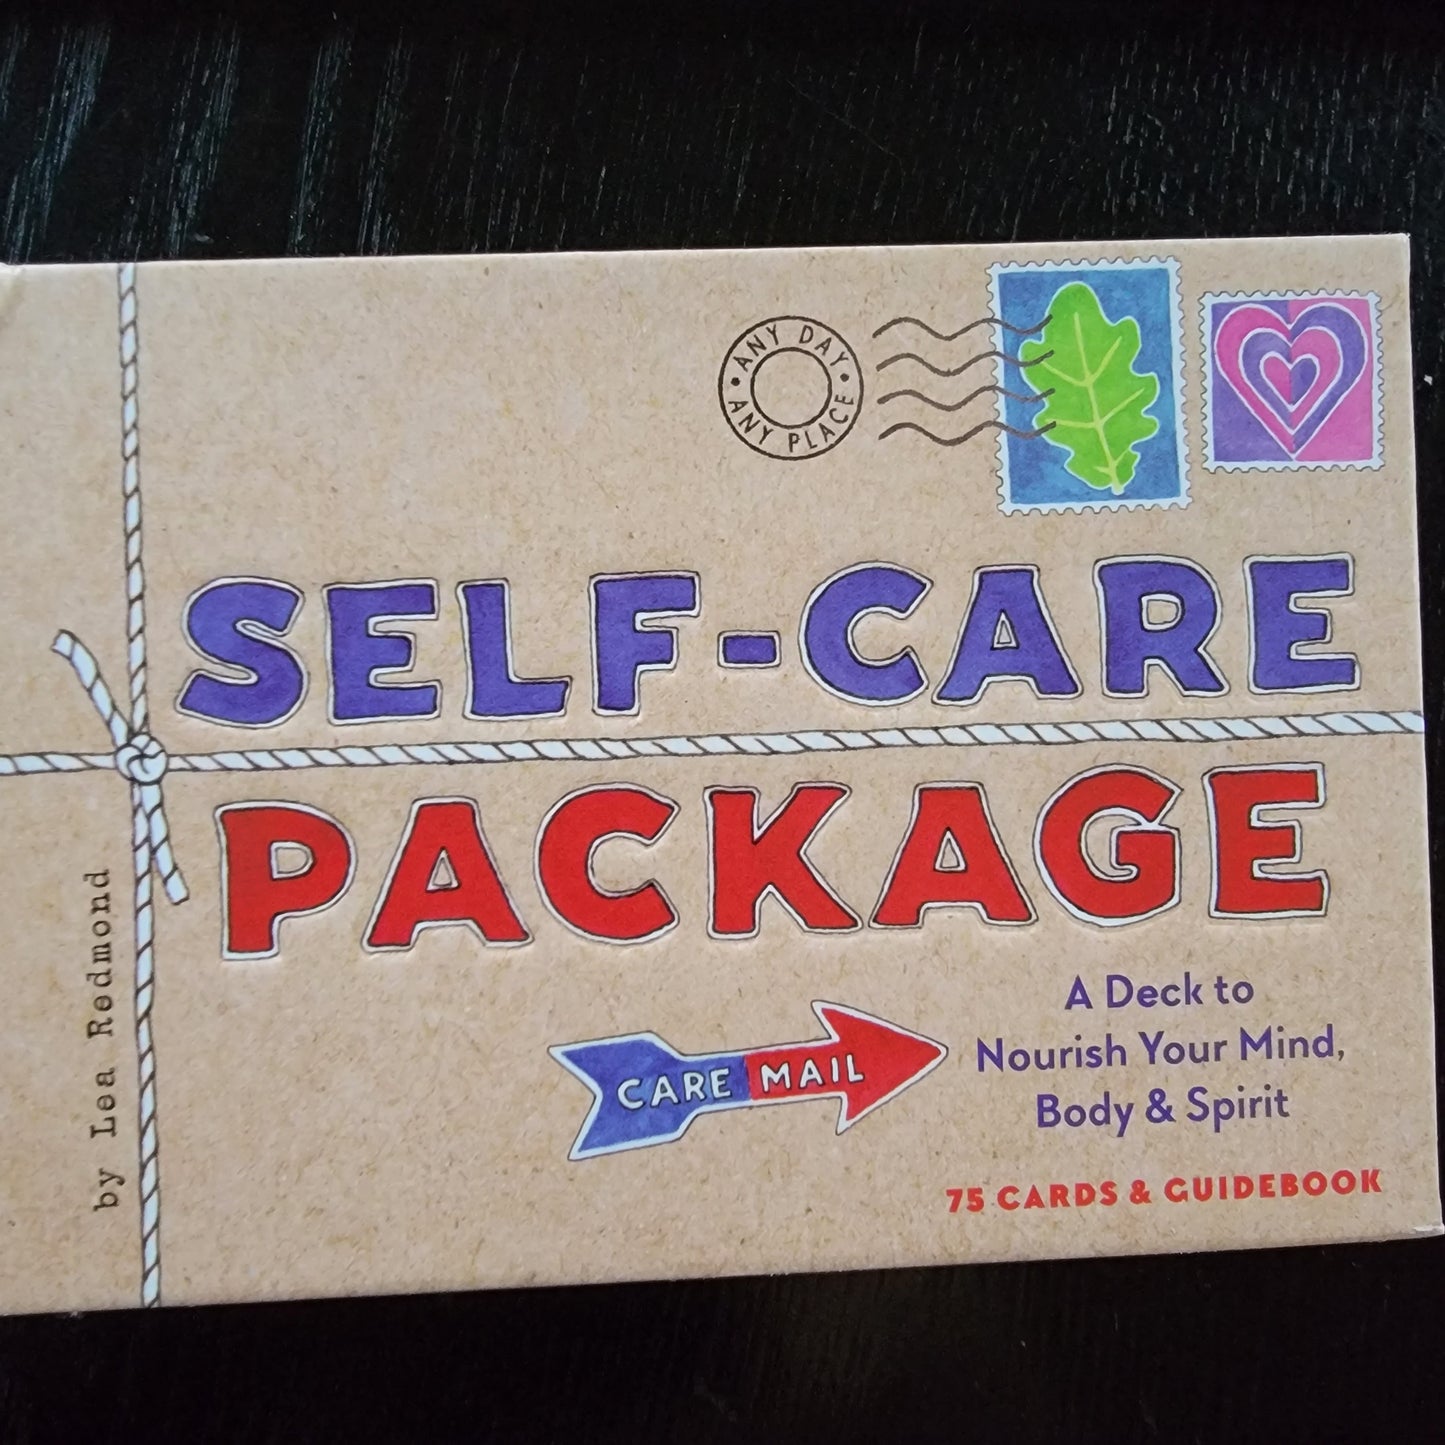 ANY DAY
ANY PLACE
SELF-CARE
PACKAGE
by Lea Redmond
CARE MAIL
A Deck to
Nourish Your Mind,
Body & Spirit
75 CARDS & GUIDEBOOK